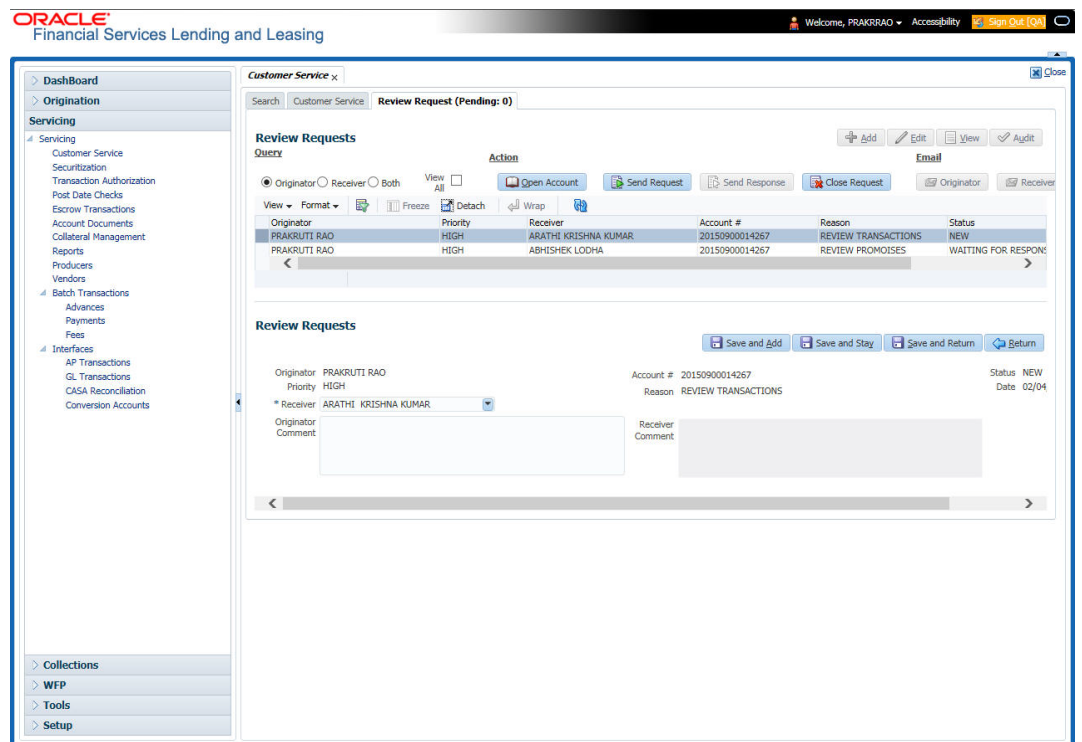 ORACLE
Financial Services Lending and Leasing
Welcome, PRAKRRAO Accessibility Sign Out [QA]
Close
DashBoard
Origination
Servicing
Servicing
Customer Service
Securitization
Transaction Authorization
Post Date Checks
Escrow Transactions
Account Documents
Collateral Management
Reports
Producers
Vendors
Batch Transactions
Advances
Payments
Fees
Interfaces
AP Transactions
GL Transactions
CASA Reconciliation
Conversion Accounts
Collections
WFP
Tools
Setup
Customer Service x
Search Customer Service Review Request (Pending: 0)
Review Requests
Add Edit View Audit
Query Action Email
Originator Receiver Both View All Open Account Send Request Send Response Close Request Originator Receiver
View Format Freeze Detach Wrap
Originator Priority Receiver Account # Reason Status
PRAKRUTI RAO HIGH ARATHI KRISHNA KUMAR 20150900014267 REVIEW TRANSACTIONS NEW
PRAKRUTI RAO HIGH ABHISHEK LODHA 20150900014267 REVIEW PROMOISES WAITING FOR RESPONS
Review Requests
Save and Add Save and Stay Save and Return Return
Originator PRAKRUTI RAO Account # 20150900014267 Status NEW
Priority HIGH Reason REVIEW TRANSACTIONS Date 02/04
* Receiver ARATHI KRISHNA KUMAR
Originator Comment
Receiver Comment